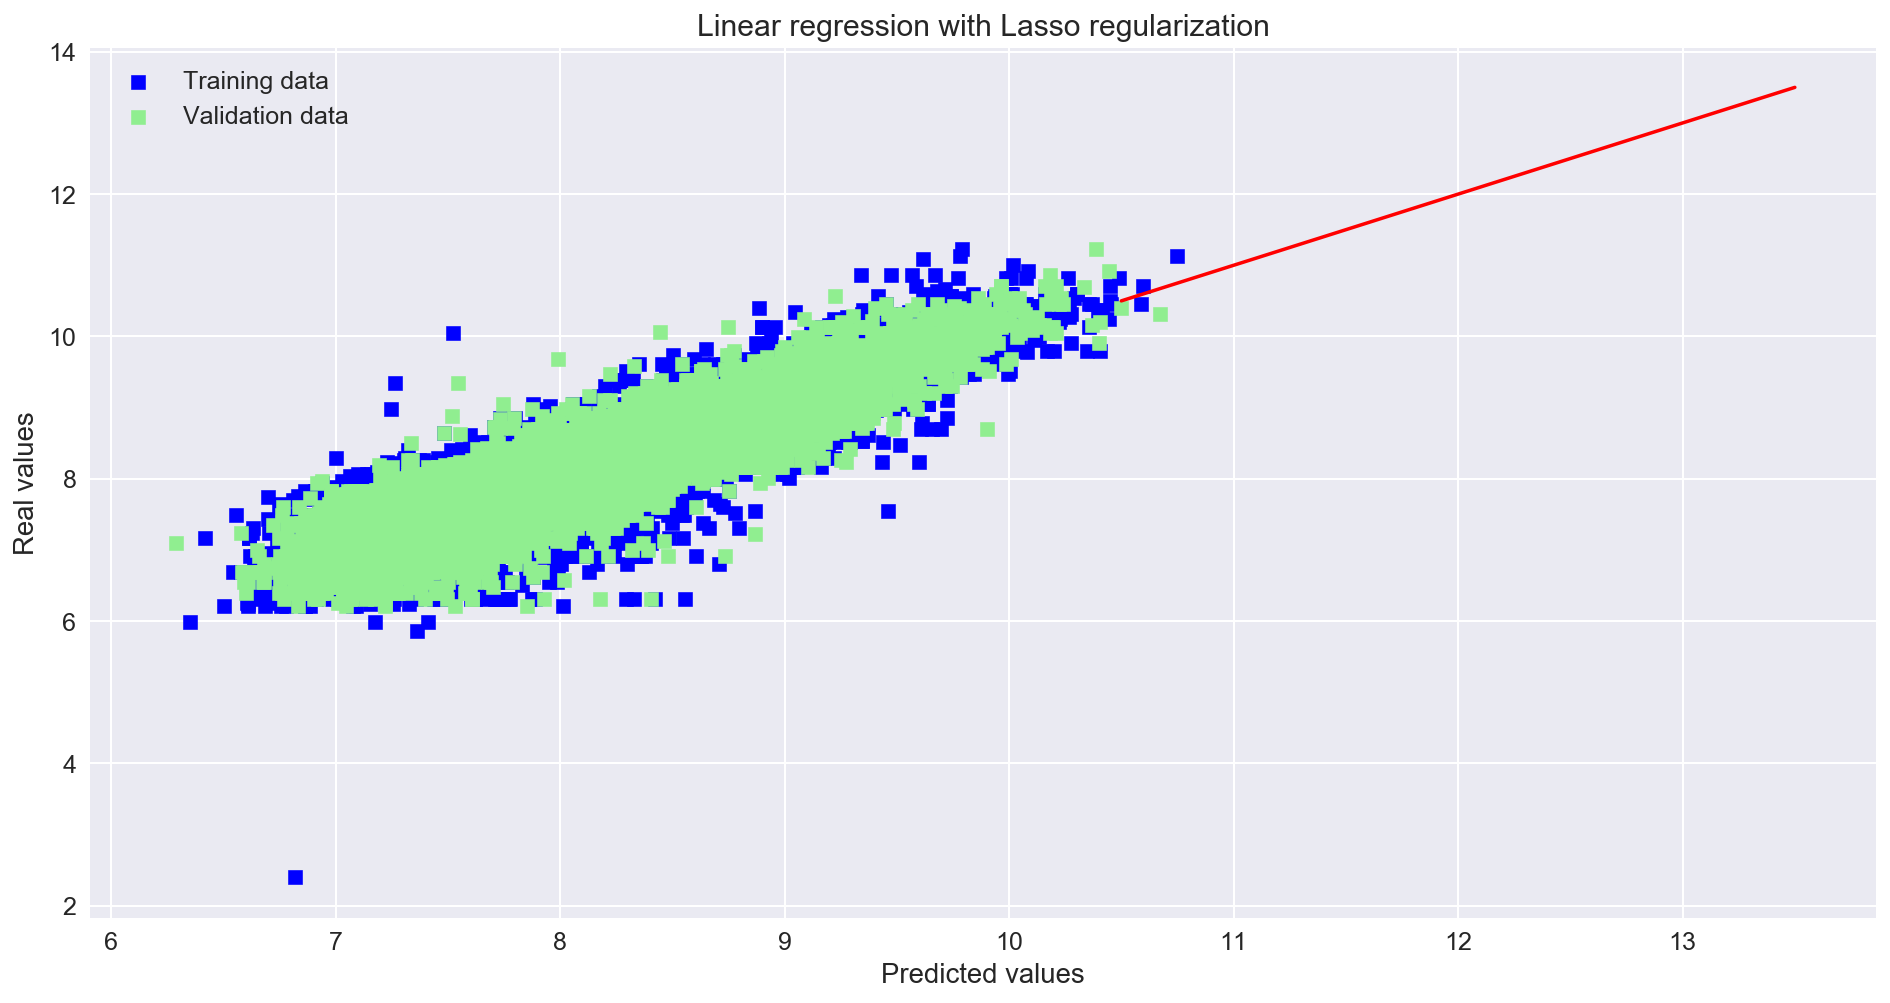 Linear regression with Lasso regularization
Training data
Validation data
14
12
10
8
6
4
2
Real values
6 7 8 9 10 11 12 13
Predicted values